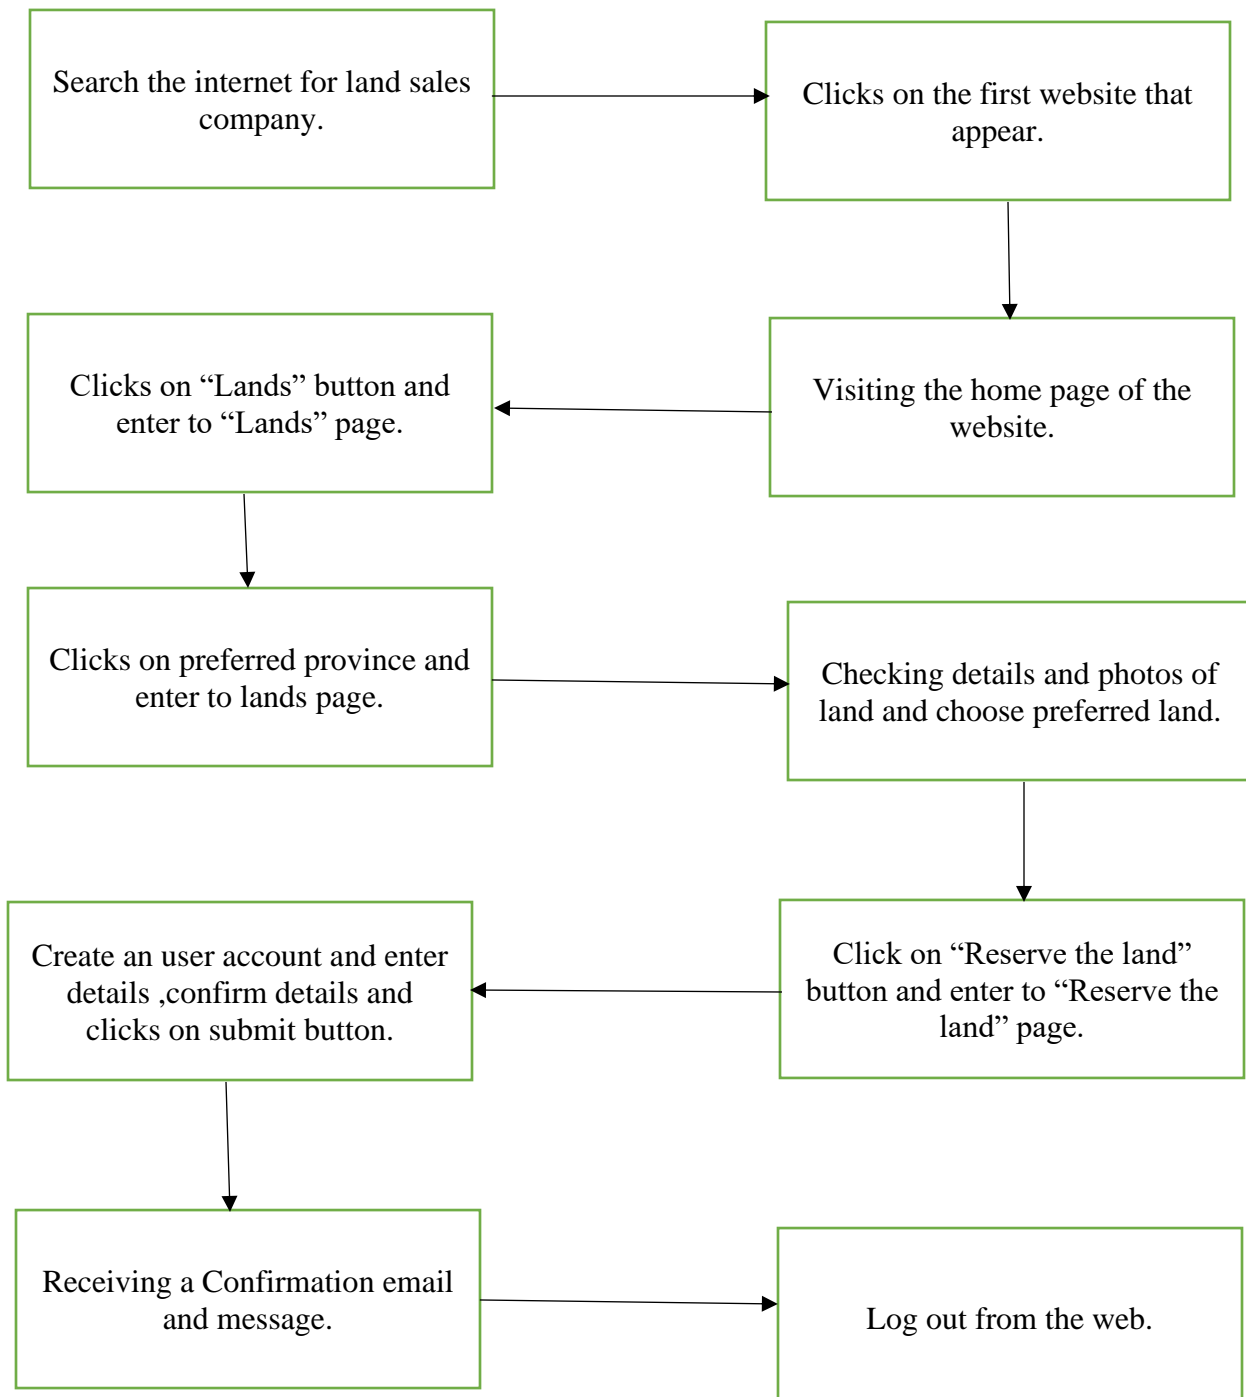 Search the internet for land sales
company.
Clicks on the first website that
appear.
Visiting the home page of the
website.
Clicks on “Lands” button and
enter to “Lands” page.
Clicks on preferred province and
enter to lands page.
Checking details and photos of
land and choose preferred land.
Click on “Reserve the land”
button and enter to “Reserve the
land” page.
Create an user account and enter
details ,confirm details and
clicks on submit button.
Receiving a Confirmation email
and message.
Log out from the web.